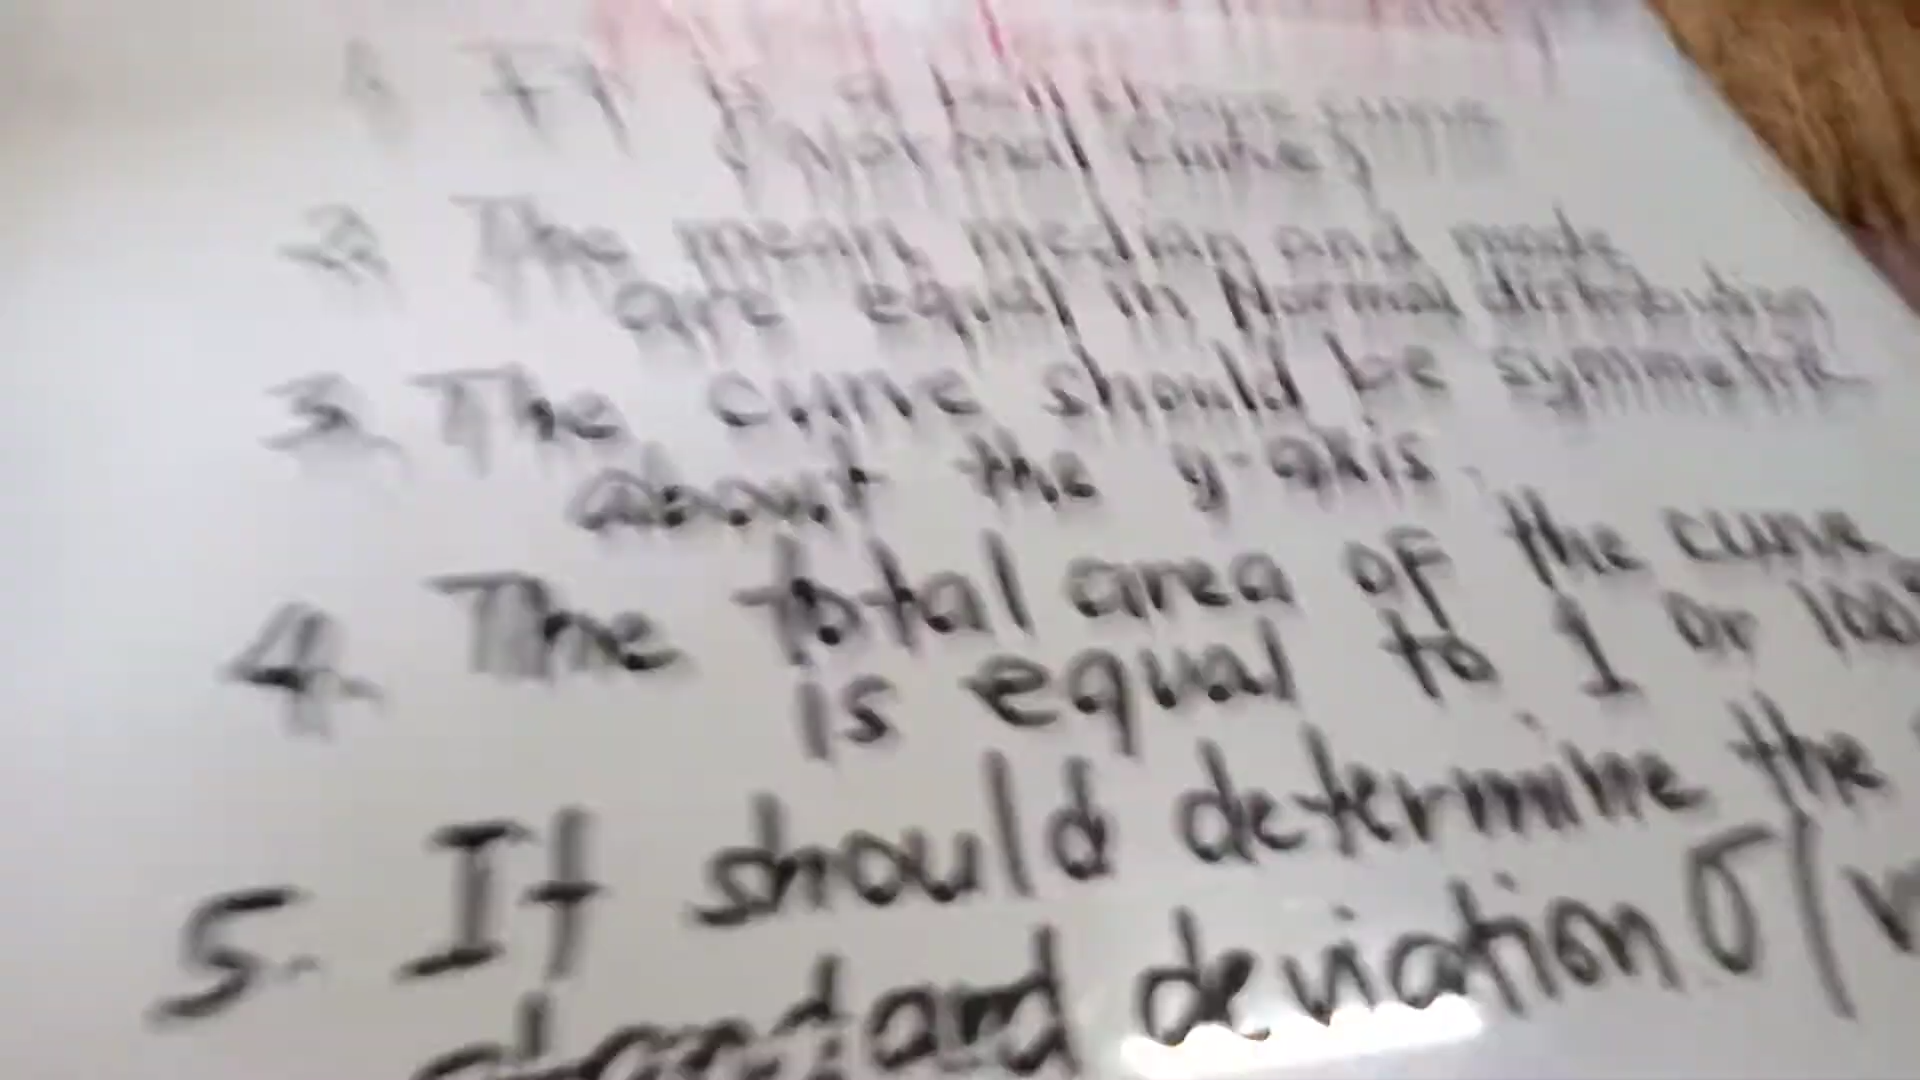 1. It is a bell shape curve
(Normal Curve)
2. The mean, median and mode
are equal in Normal distribution
3. The curve should be symmetric
about the y-axis.
4. The total area of the curve
is equal to 1 or 100
5. It should determine the
standard deviation σ